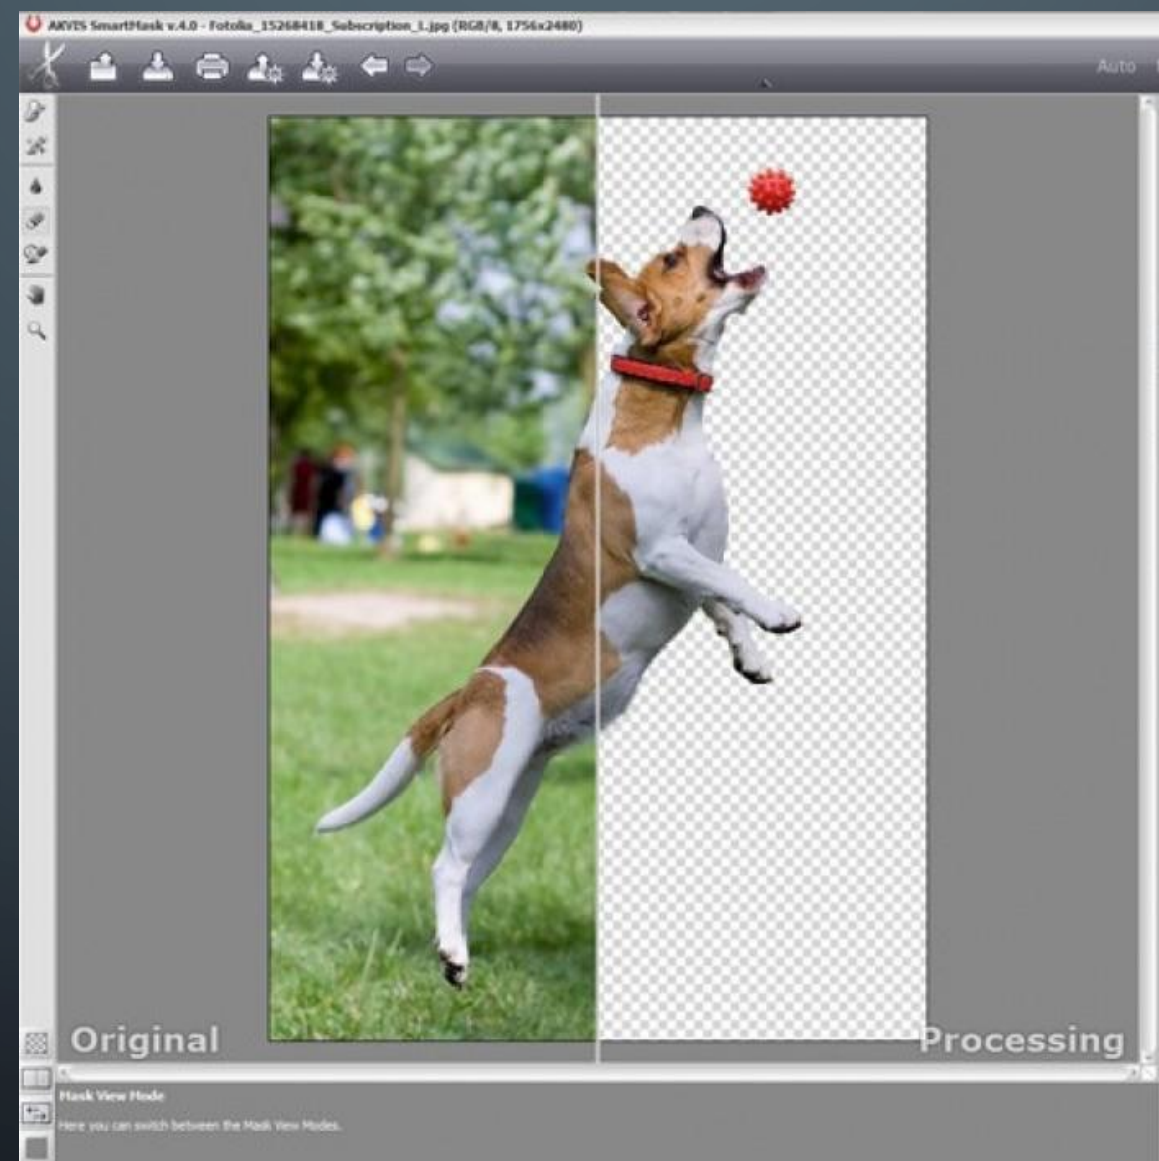 AKVIS SmartMask v.4.0 - Fotolia_15268418_Subscription_L.jpg (RGB/8, 1756x2480)
Auto
Original
Processing
Mask View Mode
Here you can switch between the Mask View Modes.